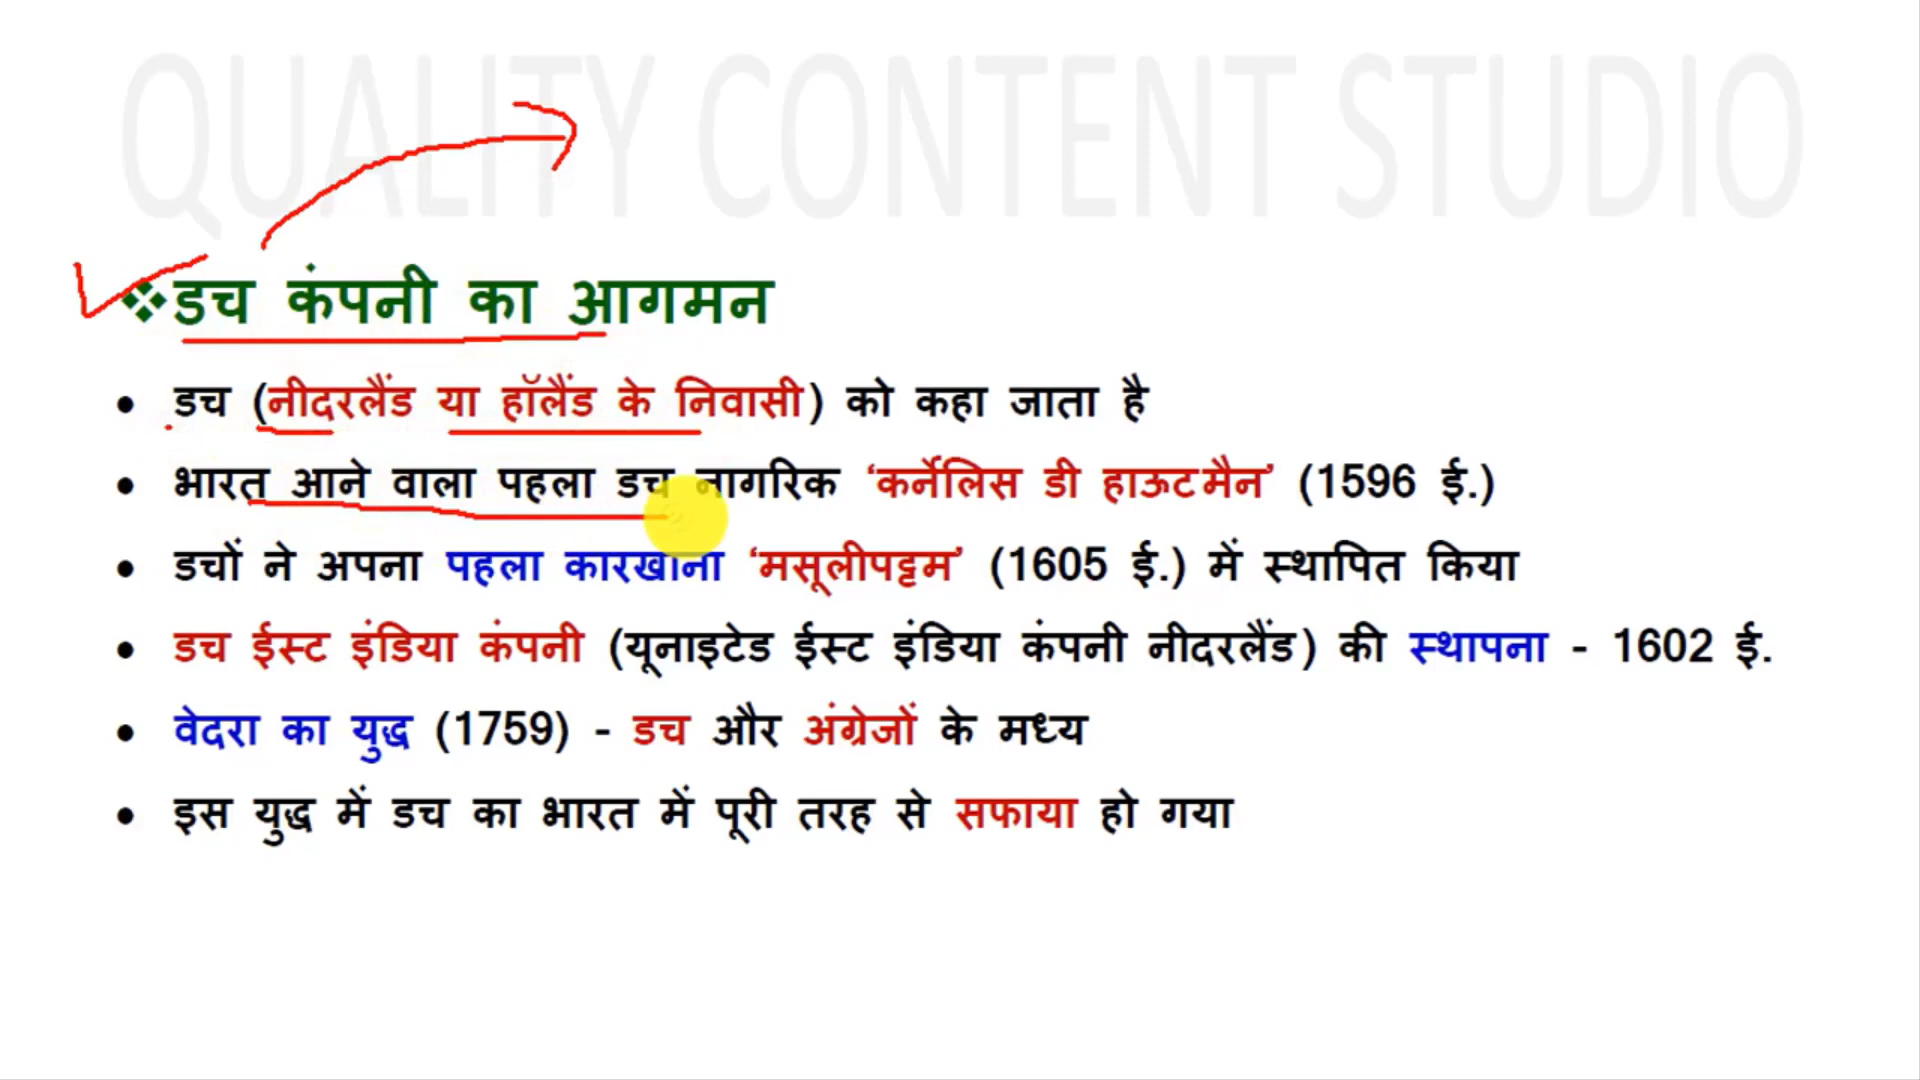 QUALITY CONTENT STUDIO
❖डच कंपनी का आगमन
• डच (नीदरलैंड या हॉलैंड के निवासी) को कहा जाता है
• भारत आने वाला पहला डच नागरिक ‘कर्नेलिस डी हाऊटमैन’ (1596 ई.)
• डचों ने अपना पहला कारखाना ‘मसूलीपट्टम’ (1605 ई.) में स्थापित किया
• डच ईस्ट इंडिया कंपनी (यूनाइटेड ईस्ट इंडिया कंपनी नीदरलैंड) की स्थापना - 1602 ई.
• वेदरा का युद्ध (1759) - डच और अंग्रेजों के मध्य
• इस युद्ध में डच का भारत में पूरी तरह से सफाया हो गया